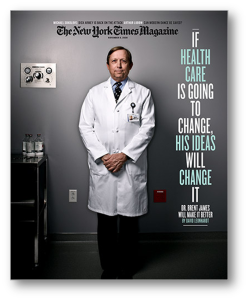 The New York Times Magazine
IF
HEALTH
CARE
IS GOING
TO
CHANGE,
HIS IDEAS
WILL
CHANGE
IT
DR. BRENT JAMES
WILL MAKE IT BETTER
BY DAVID LEONHARDT